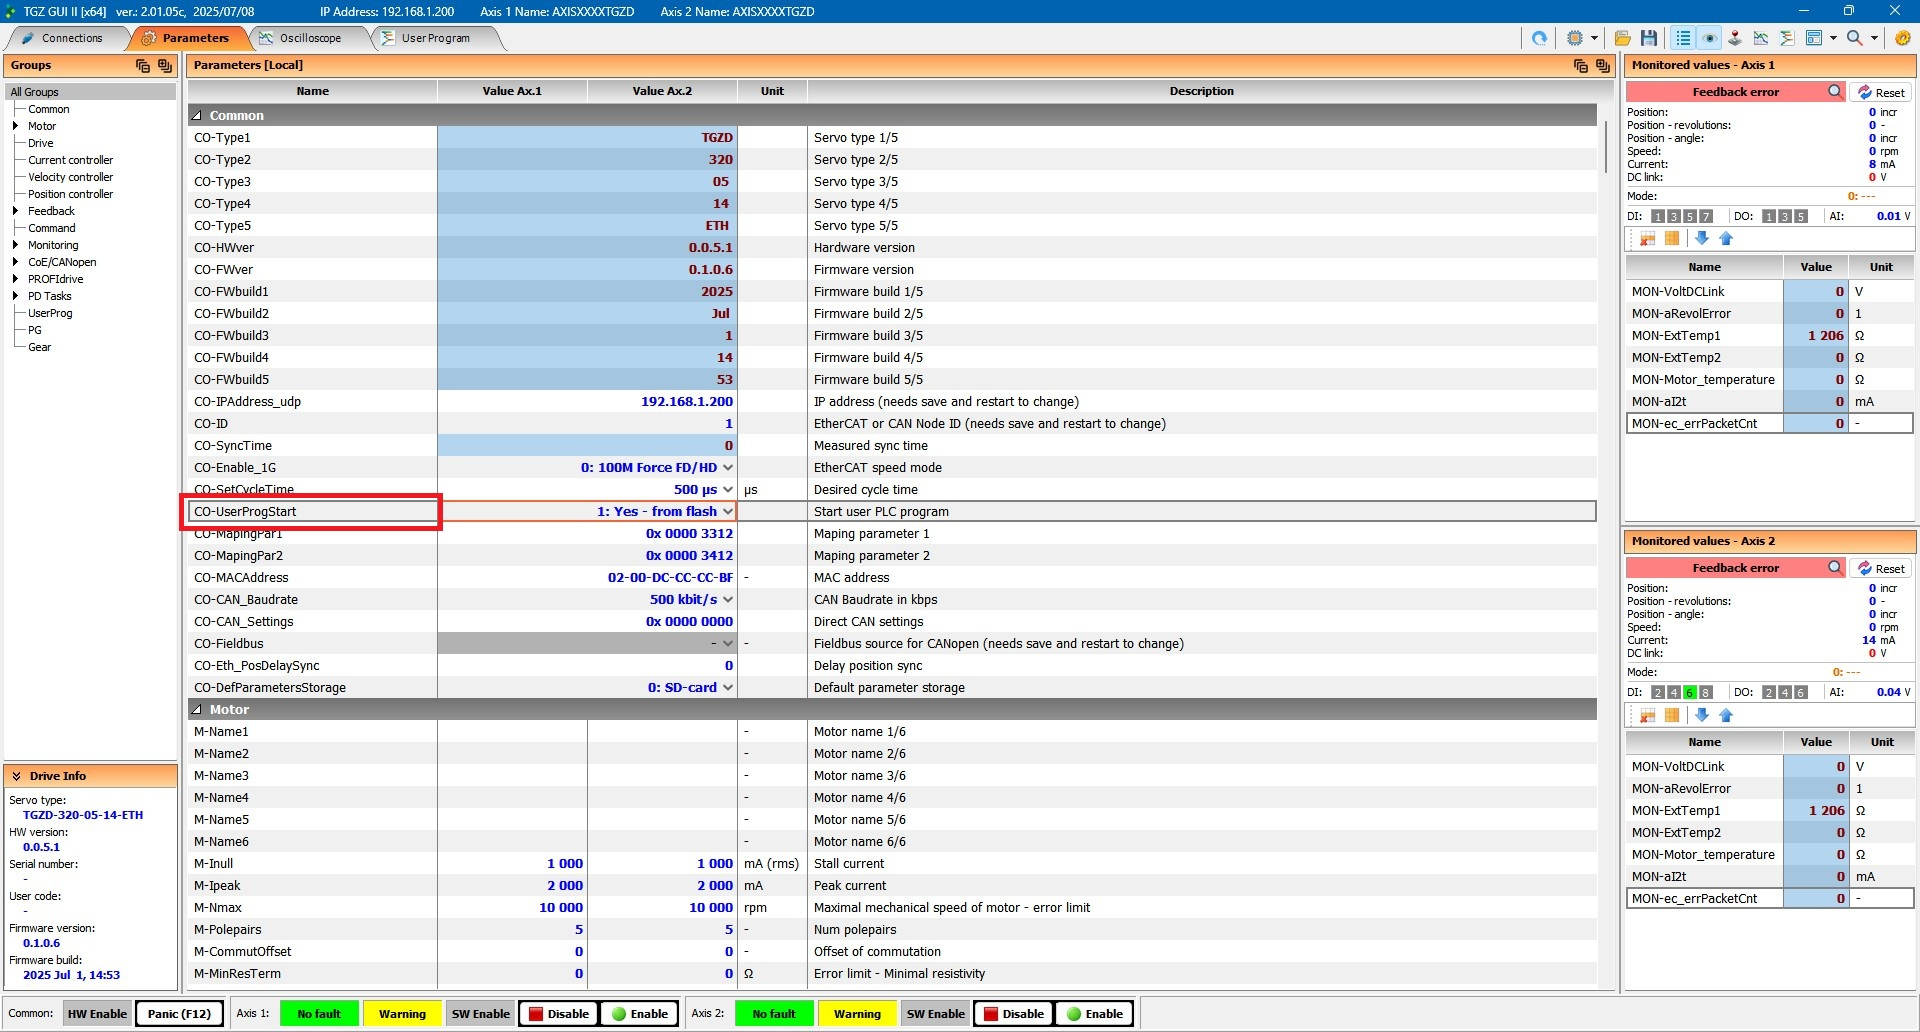 TGZ GUI II [x64] ver.: 2.01.05c, 2025/07/08 IP Address: 192.168.1.200 Axis 1 Name: AXISXXXXTGZD Axis 2 Name: AXISXXXXTGZD
Connections Parameters Oscilloscope User Program
Groups
All Groups
Common
Motor
Drive
Current controller
Velocity controller
Position controller
Feedback
Command
Monitoring
CoE/CANopen
PROFIdrive
PD Tasks
UserProg
PG
Gear
Drive Info
Servo type:
TGZD-320-05-14-ETH
HW version:
0.0.5.1
Serial number:
-
User code:
-
Firmware version:
0.1.0.6
Firmware build:
2025 Jul 1, 14:53
Parameters [Local]
Name Value Ax.1 Value Ax.2 Unit Description
Common
CO-Type1 TGZD Servo type 1/5
CO-Type2 320 Servo type 2/5
CO-Type3 05 Servo type 3/5
CO-Type4 14 Servo type 4/5
CO-Type5 ETH Servo type 5/5
CO-HWver 0.0.5.1 Hardware version
CO-FWver 0.1.0.6 Firmware version
CO-FWbuild1 2025 Firmware build 1/5
CO-FWbuild2 Jul Firmware build 2/5
CO-FWbuild3 1 Firmware build 3/5
CO-FWbuild4 14 Firmware build 4/5
CO-FWbuild5 53 Firmware build 5/5
CO-IPAddress_udp 192.168.1.200 IP address (needs save and restart to change)
CO-ID 1 EtherCAT or CAN Node ID (needs save and restart to change)
CO-SyncTime 0 Measured sync time
CO-Enable_1G 0: 100M Force FD/HD EtherCAT speed mode
CO-SetCycleTime 500 µs µs Desired cycle time
CO-UserProgStart 1: Yes - from flash Start user PLC program
CO-MapingPar1 0x 0000 3312 Maping parameter 1
CO-MapingPar2 0x 0000 3412 Maping parameter 2
CO-MACAddress 02-00-DC-CC-CC-BF - MAC address
CO-CAN_Baudrate 500 kbit/s CAN Baudrate in kbps
CO-CAN_Settings 0x 0000 0000 Direct CAN settings
CO-Fieldbus - - Fieldbus source for CANopen (needs save and restart to change)
CO-Eth_PosDelaySync 0 Delay position sync
CO-DefParametersStorage 0: SD-card Default parameter storage
Motor
M-Name1 - Motor name 1/6
M-Name2 - Motor name 2/6
M-Name3 - Motor name 3/6
M-Name4 - Motor name 4/6
M-Name5 - Motor name 5/6
M-Name6 - Motor name 6/6
M-Inull 1 000 1 000 mA (rms) Stall current
M-Ipeak 2 000 2 000 mA Peak current
M-Nmax 10 000 10 000 rpm Maximal mechanical speed of motor - error limit
M-Polepairs 5 5 - Num polepairs
M-CommutOffset 0 0 - Offset of commutation
M-MinResTerm 0 0 Ω Error limit - Minimal resistivity
Monitored values - Axis 1
Feedback error Reset
Position: 0 incr
Position - revolutions: 0 -
Position - angle: 0 incr
Speed: 0 rpm
Current: 8 mA
DC link: 0 V
Mode: 0: ---
DI: 1 3 5 7 DO: 1 3 5 AI: 0.01 V
Name Value Unit
MON-VoltDCLink 0 V
MON-aRevolError 0 1
MON-ExtTemp1 1 206 Ω
MON-ExtTemp2 0 Ω
MON-Motor_temperature 0 Ω
MON-aI2t 0 mA
MON-ec_errPacketCnt 0 -
Monitored values - Axis 2
Feedback error Reset
Position: 0 incr
Position - revolutions: 0 -
Position - angle: 0 incr
Speed: 0 rpm
Current: 14 mA
DC link: 0 V
Mode: 0: ---
DI: 2 4 6 8 DO: 2 4 6 AI: 0.04 V
Name Value Unit
MON-VoltDCLink 0 V
MON-aRevolError 0 1
MON-ExtTemp1 1 206 Ω
MON-ExtTemp2 0 Ω
MON-Motor_temperature 0 Ω
MON-aI2t 0 mA
MON-ec_errPacketCnt 0 -
Common: HW Enable Panic (F12) Axis 1: No fault Warning SW Enable Disable Enable Axis 2: No fault Warning SW Enable Disable Enable